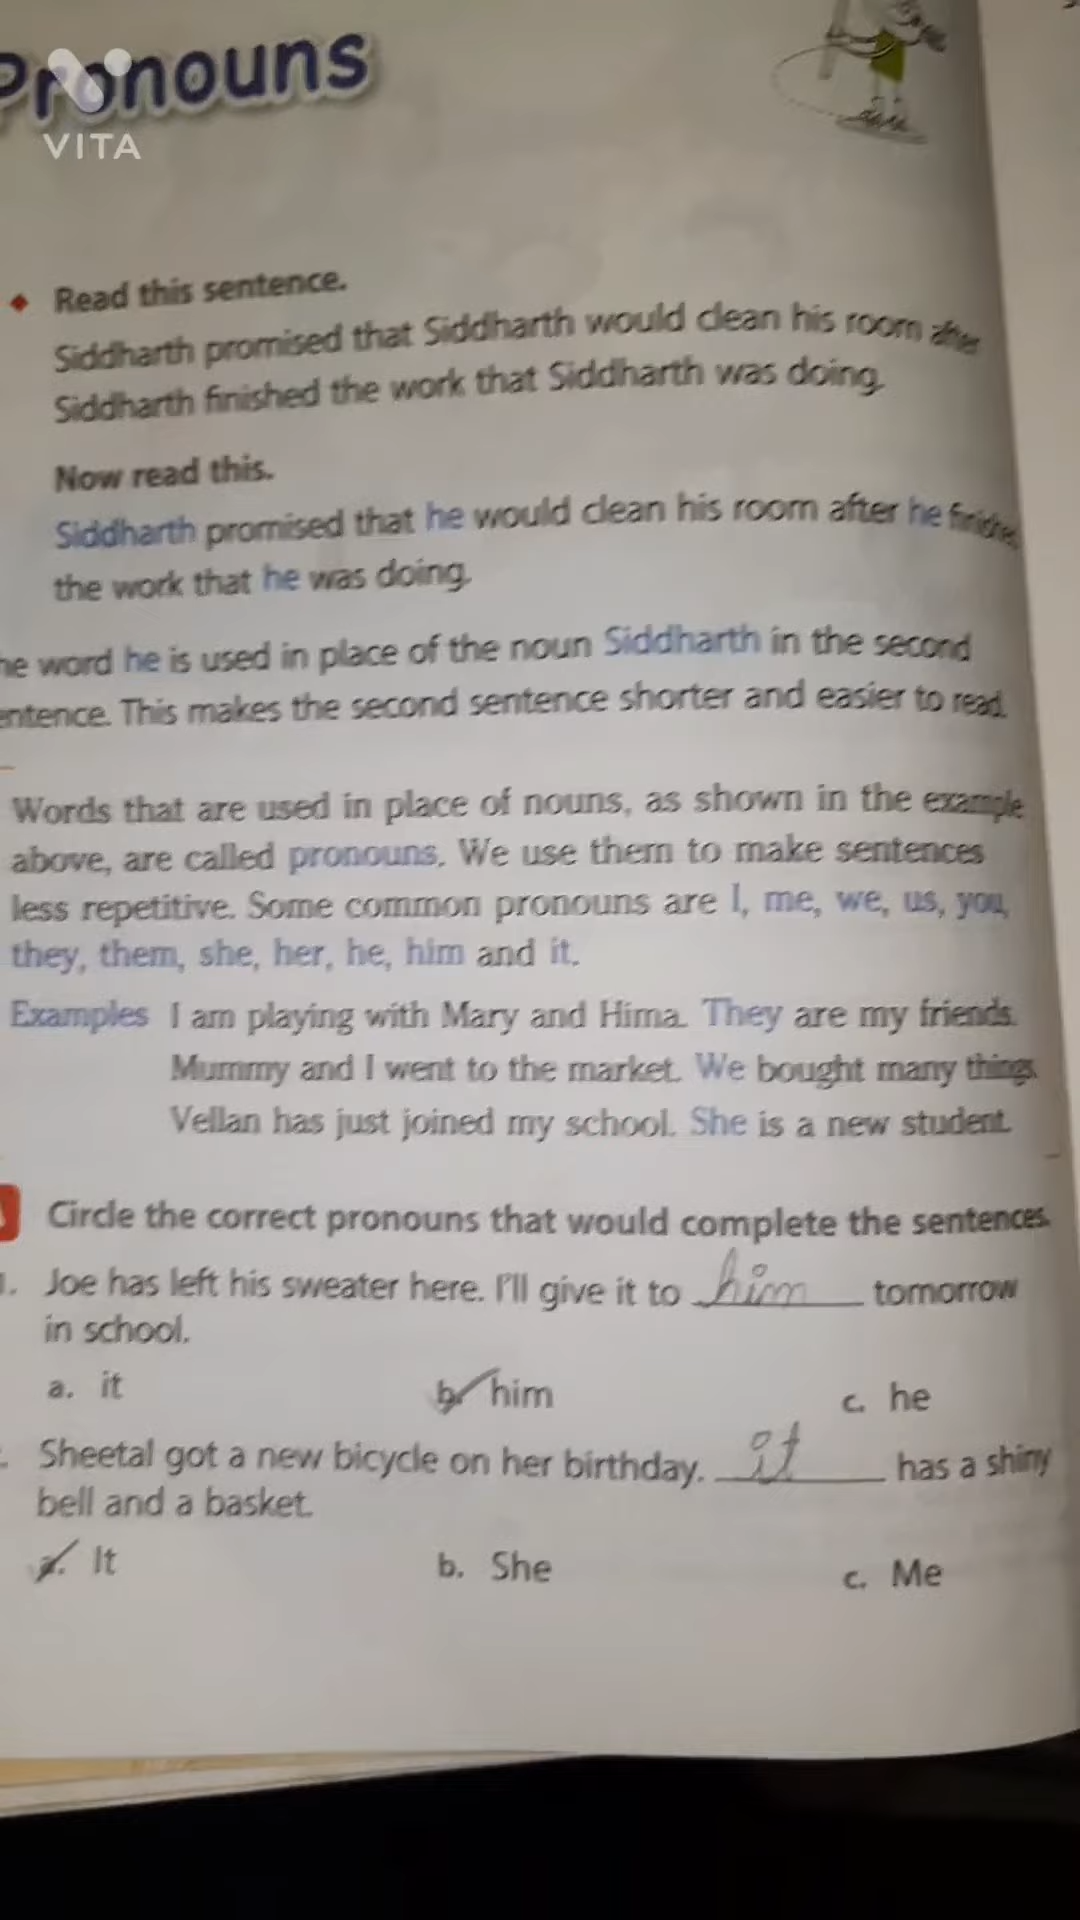 Pronouns
VITA
Read this sentence.
Siddharth promised that Siddharth would clean his room after
Siddharth finished the work that Siddharth was doing.
Now read this.
Siddharth promised that he would clean his room after he finished
the work that he was doing.
he word he is used in place of the noun Siddharth in the second
entence. This makes the second sentence shorter and easier to read.
Words that are used in place of nouns, as shown in the example
above, are called pronouns. We use them to make sentences
less repetitive. Some common pronouns are I, me, we, us, you,
they, them, she, her, he, him and it.
Examples I am playing with Mary and Hima. They are my friends.
Mummy and I went to the market. We bought many things.
Vellan has just joined my school. She is a new student.
Circle the correct pronouns that would complete the sentences.
1. Joe has left his sweater here. I'll give it to him tomorrow
in school.
a. it b. him c. he
Sheetal got a new bicycle on her birthday. it has a shiny
bell and a basket.
a. It b. She c. Me